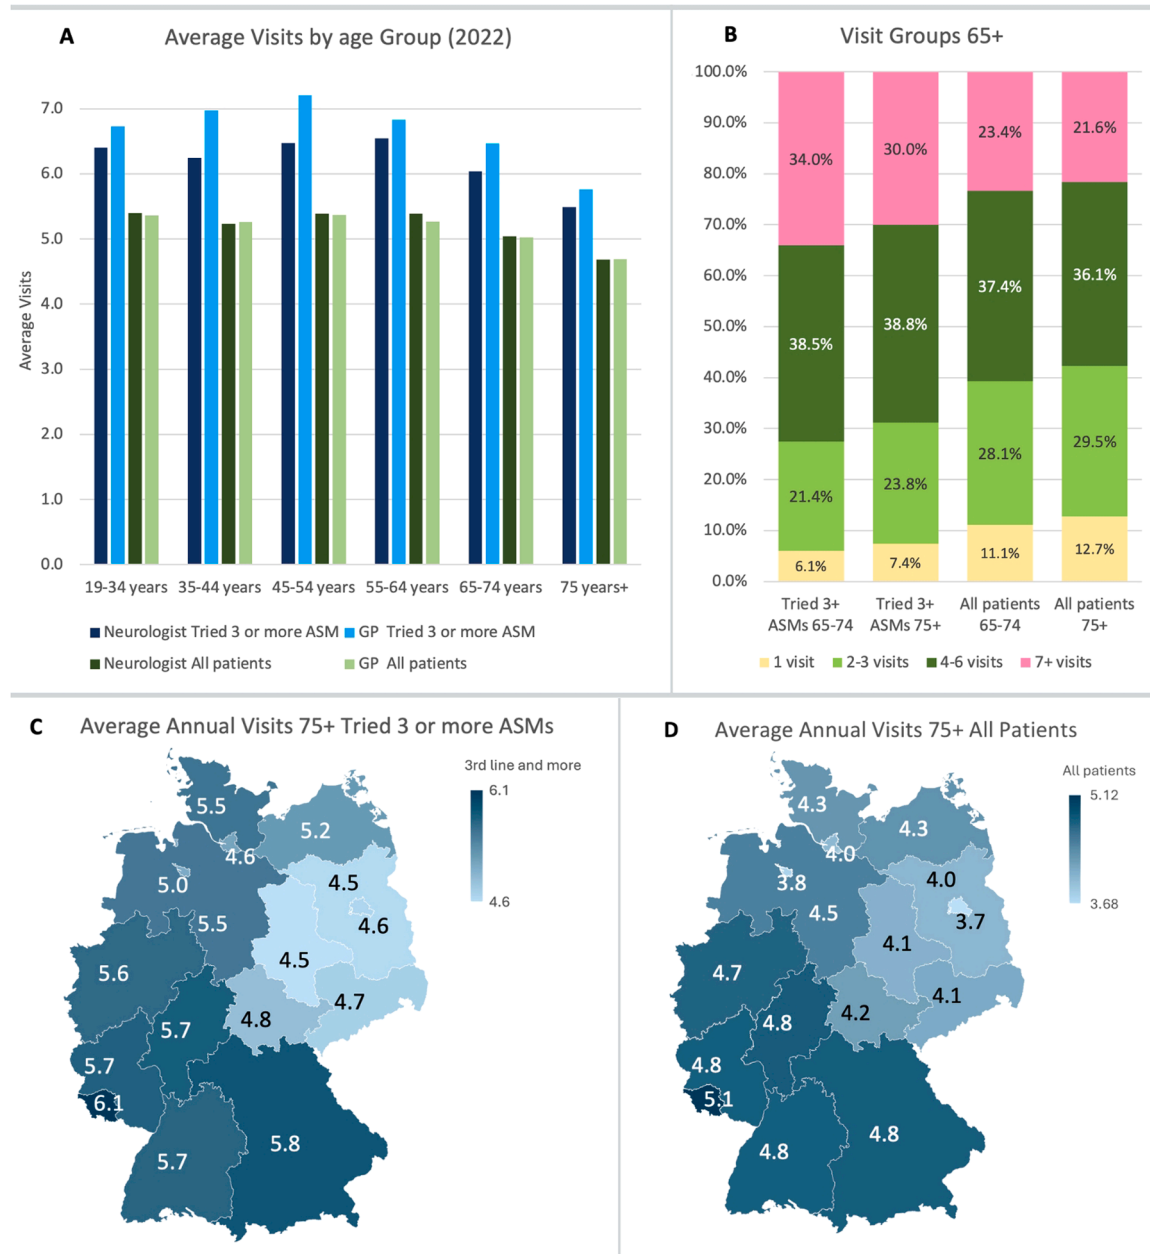 A
Average Visits by age Group (2022)
7.0
6.0
5.0
4.0
3.0
2.0
1.0
0.0
Average Visits
19-34 years 35-44 years 45-54 years 55-64 years 65-74 years 75 years+
Neurologist Tried 3 or more ASM GP Tried 3 or more ASM
Neurologist All patients GP All patients
B
Visit Groups 65+
100.0%
90.0%
80.0%
70.0%
60.0%
50.0%
40.0%
30.0%
20.0%
10.0%
0.0%
34.0% 30.0% 23.4% 21.6%
38.5% 38.8% 37.4% 36.1%
21.4% 23.8% 28.1% 29.5%
6.1% 7.4% 11.1% 12.7%
Tried 3+ Tried 3+ All patients All patients
ASMs 65-74 ASMs 75+ 65-74 75+
1 visit 2-3 visits 4-6 visits 7+ visits
C
Average Annual Visits 75+ Tried 3 or more ASMs
3rd line and more
6.1
4.6
5.5
5.2
4.6
5.0
4.5
5.5
4.6
4.5
5.6
4.7
4.8
5.7
5.7
6.1
5.8
5.7
D
Average Annual Visits 75+ All Patients
All patients
5.12
3.68
4.3
4.3
4.0
3.8
4.0
4.5
3.7
4.1
4.7
4.1
4.2
4.8
4.8
5.1
4.8
4.8